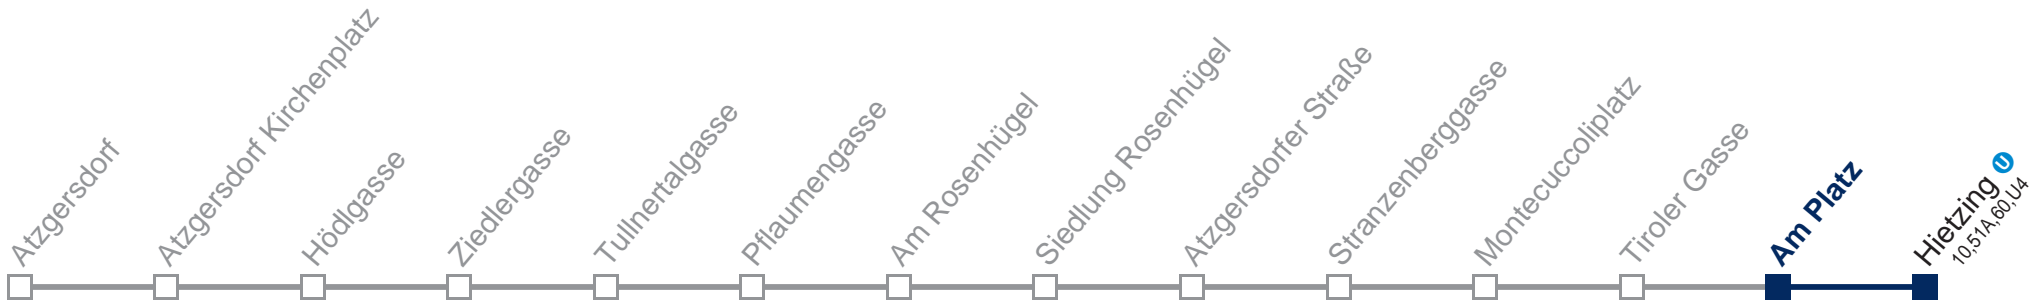 Atzgersdorf
Atzgersdorf Kirchenplatz
Hödlgasse
Ziedlergasse
Tullnertalgasse
Pflaumengasse
Am Rosenhügel
Siedlung Rosenhügel
Atzgersdorfer Straße
Stranzenberggasse
Montecuccoliplatz
Tiroler Gasse
Am Platz
Hietzing U
10,51A,60,U4